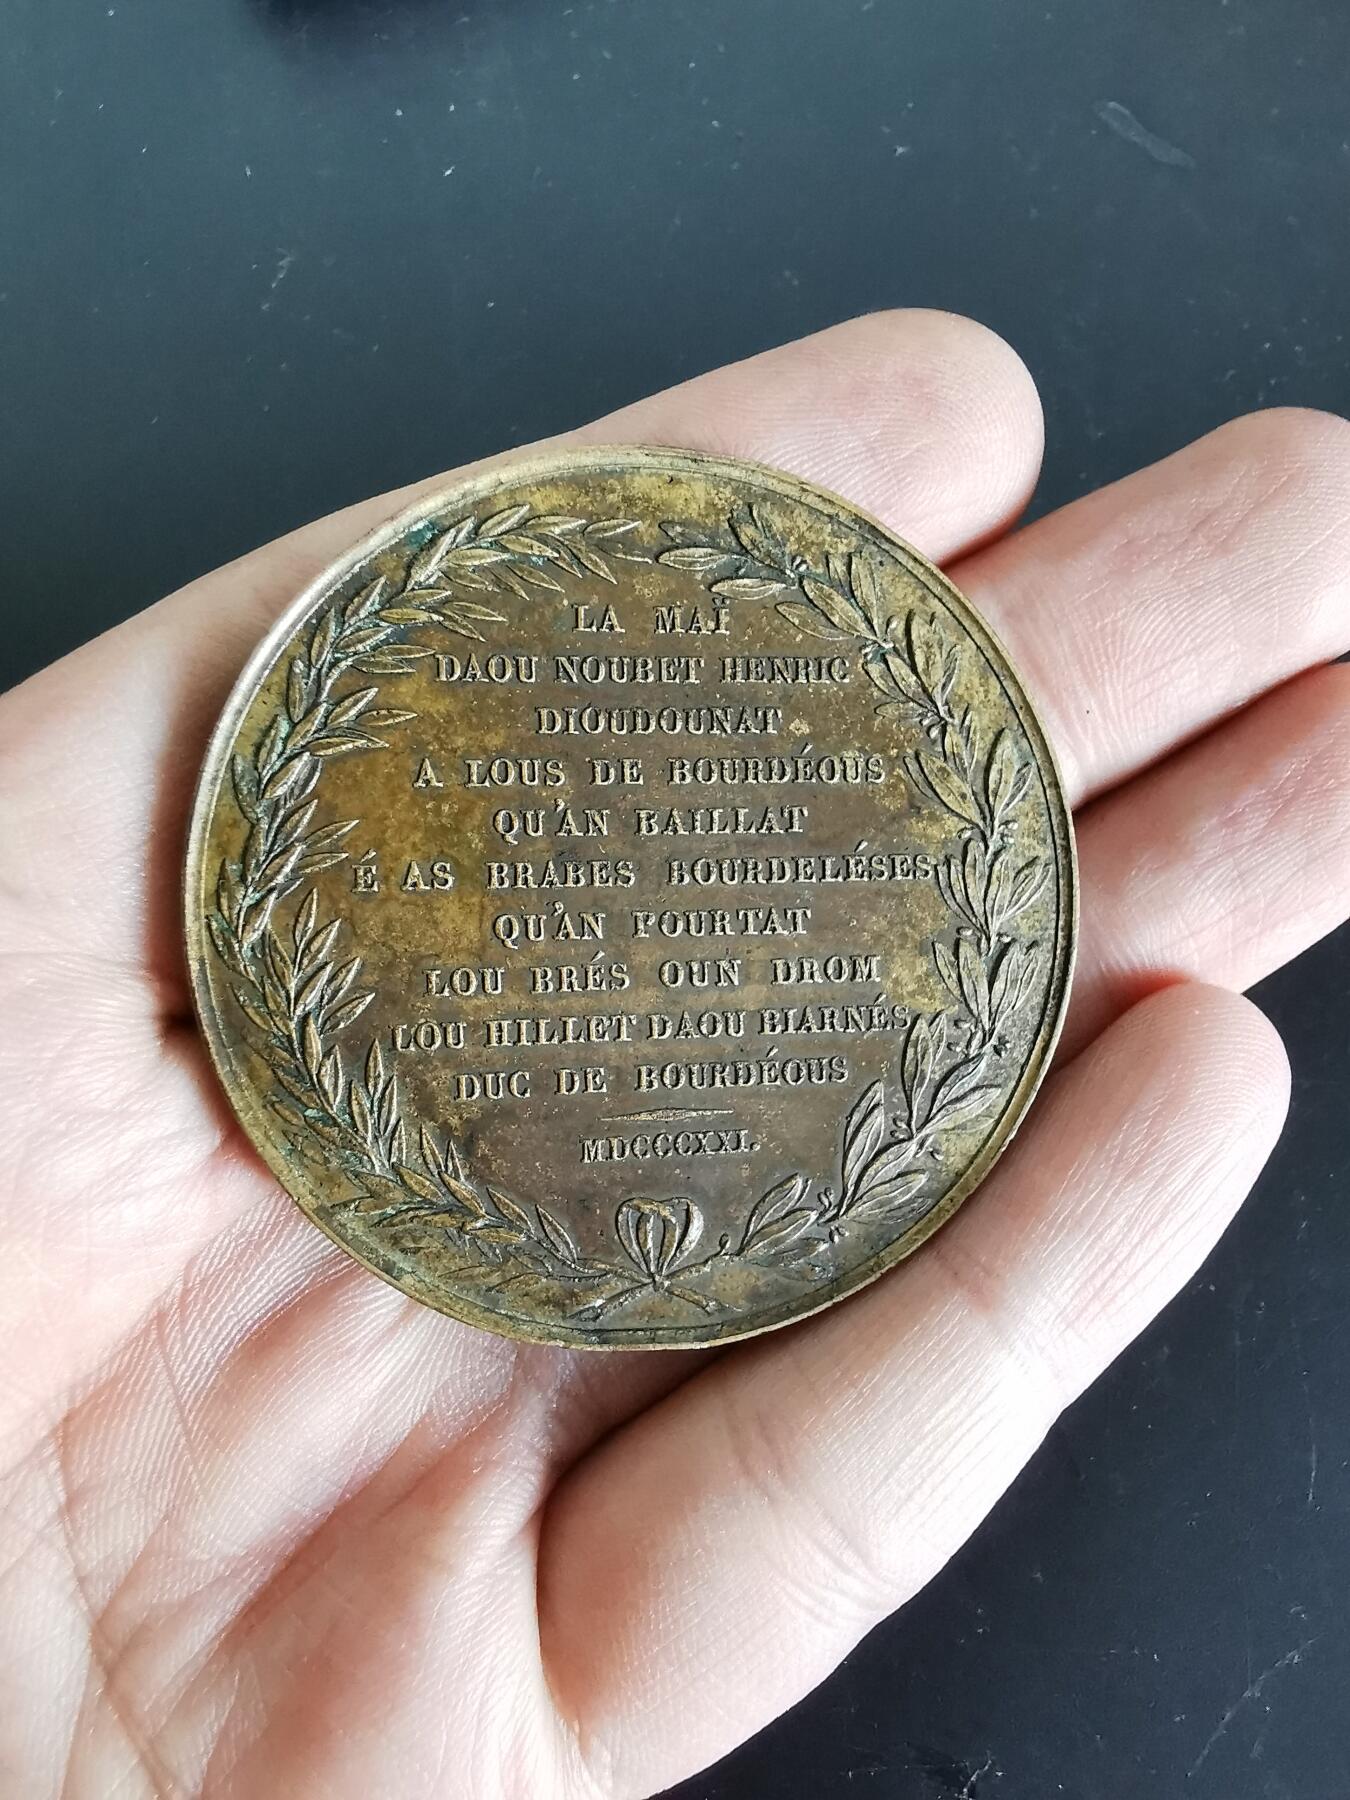 LA MAÏ
DAOU NOUBET HENRIC
DIOUDOUNAT
A LOUS DE BOURDÉOUS
QU'AN BAILLAT
É AS BRABES BOURDELÉSES
QU'AN POURTAT
LOU BRÉS OUN DROM
LOU HILLET DAOU BIARNÉS
DUC DE BOURDÉOUS
MDCCCXXI.